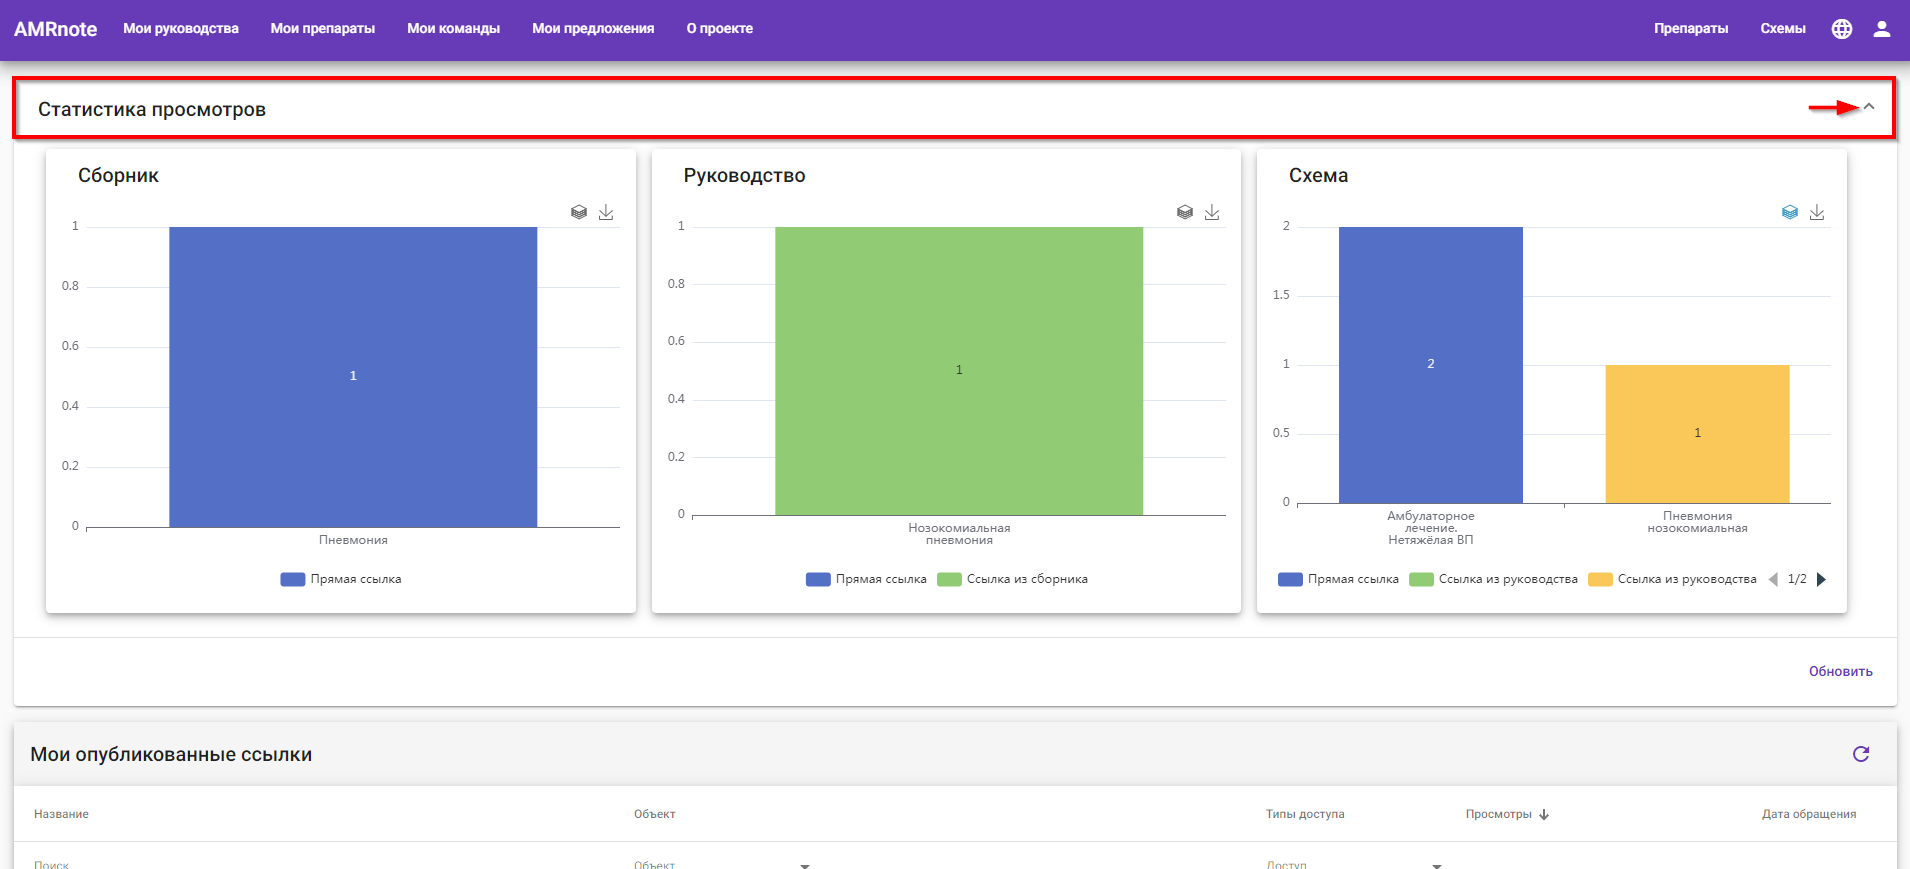 AMRnote Мои руководства Мои препараты Мои команды Мои предложения О проекте Препараты Схемы
Статистика просмотров
Сборник
1
0.8
0.6
0.4
0.2
0
1
Пневмония
Прямая ссылка
Руководство
1
0.8
0.6
0.4
0.2
0
1
Нозокомиальная
пневмония
Прямая ссылка Ссылка из сборника
Схема
2
1.5
1
0.5
0
2
1
Амбулаторное
лечение.
Нетяжёлая ВП
Пневмония
нозокомиальная
Прямая ссылка Ссылка из руководства Ссылка из руководства 1/2
Обновить
Мои опубликованные ссылки
Название Объект Типы доступа Просмотры Дата обращения
Поиск Объект Доступ